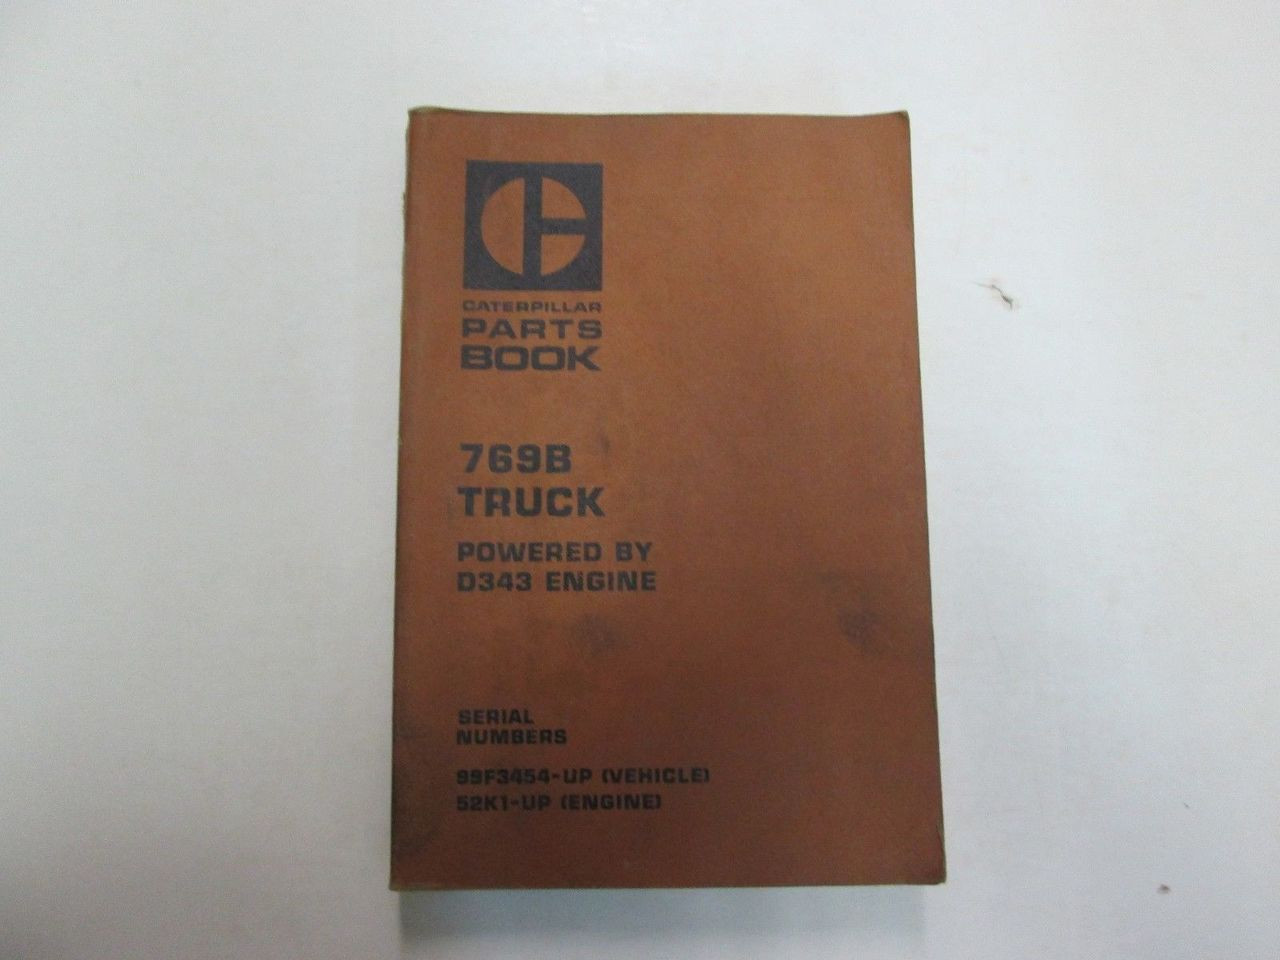 CATERPILLAR
PARTS
BOOK
769B
TRUCK
POWERED BY
D343 ENGINE
SERIAL
NUMBERS
99F3454-UP (VEHICLE)
52K1-UP (ENGINE)